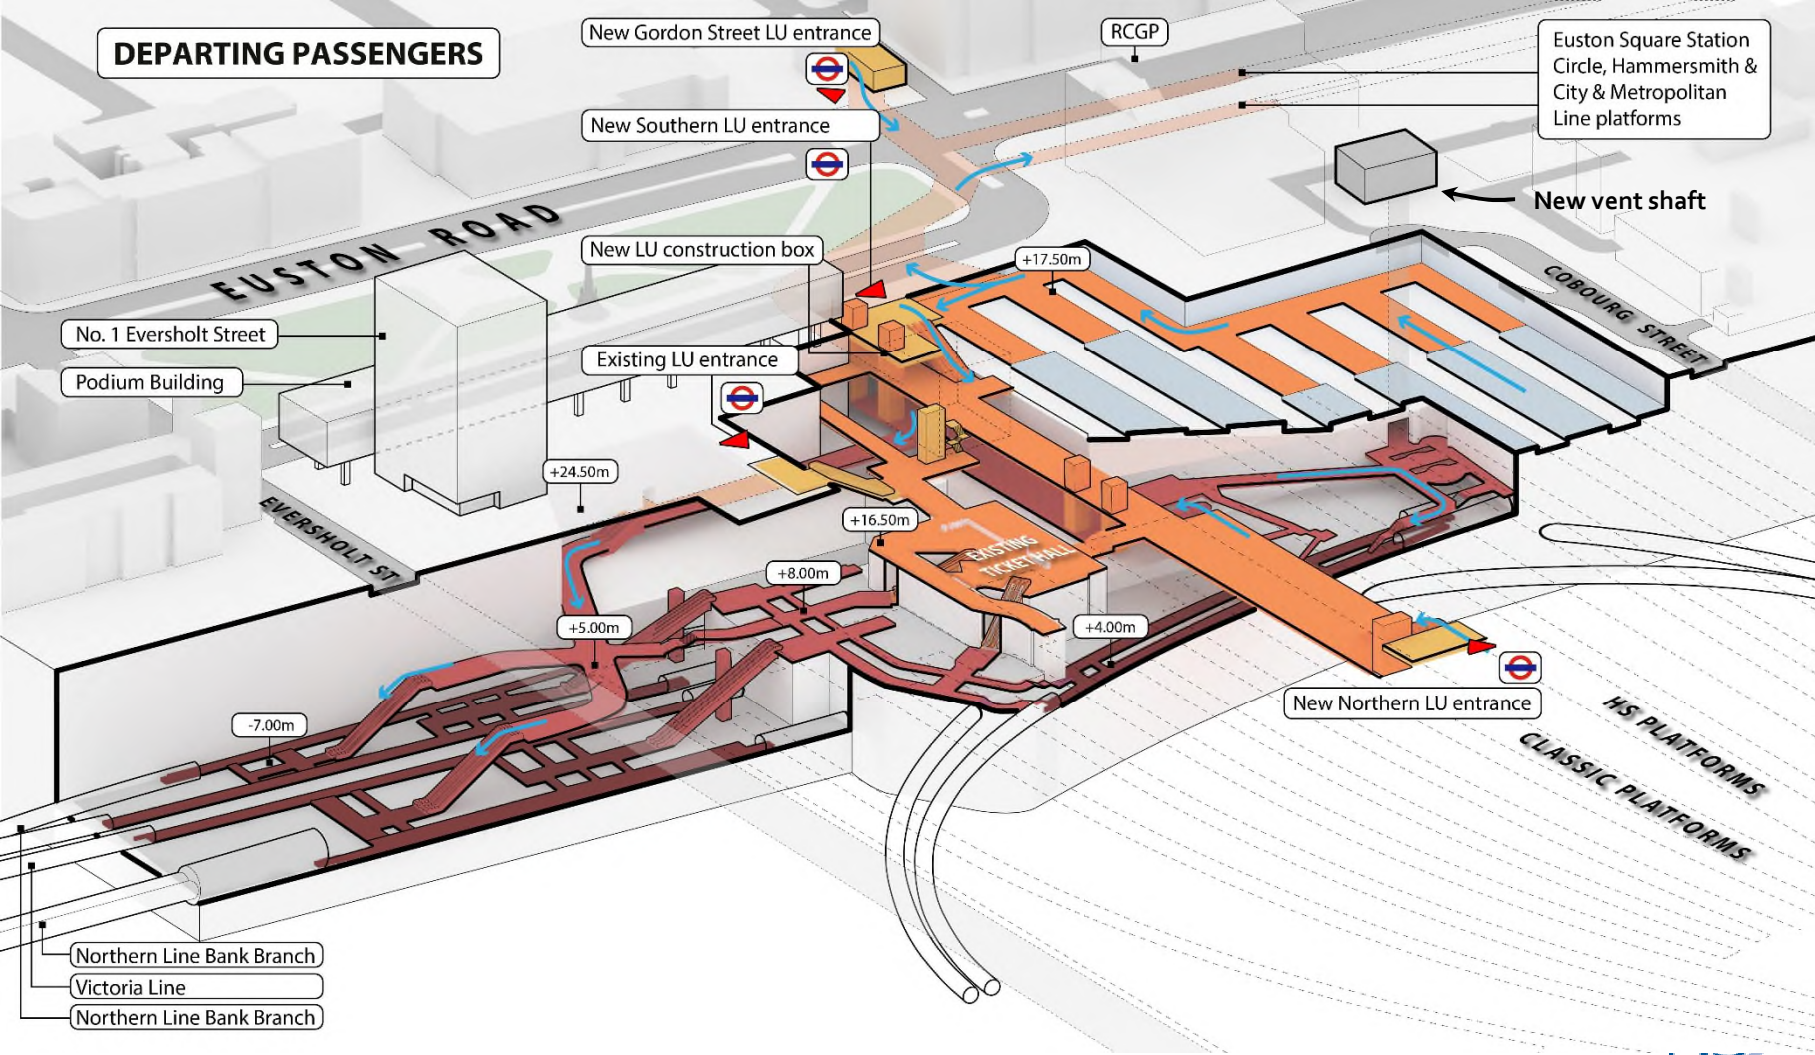 DEPARTING PASSENGERS
New Gordon Street LU entrance
RCGP
Euston Square Station
Circle, Hammersmith &
City & Metropolitan
Line platforms
New Southern LU entrance
New vent shaft
EUSTON ROAD
New LU construction box
+17.50m
COBOURG STREET
No. 1 Eversholt Street
Existing LU entrance
Podium Building
+24.50m
EVERSHOLT ST
+16.50m
EXISTING
TICKET HALL
+8.00m
+5.00m
+4.00m
New Northern LU entrance
-7.00m
HS PLATFORMS
CLASSIC PLATFORMS
Northern Line Bank Branch
Victoria Line
Northern Line Bank Branch